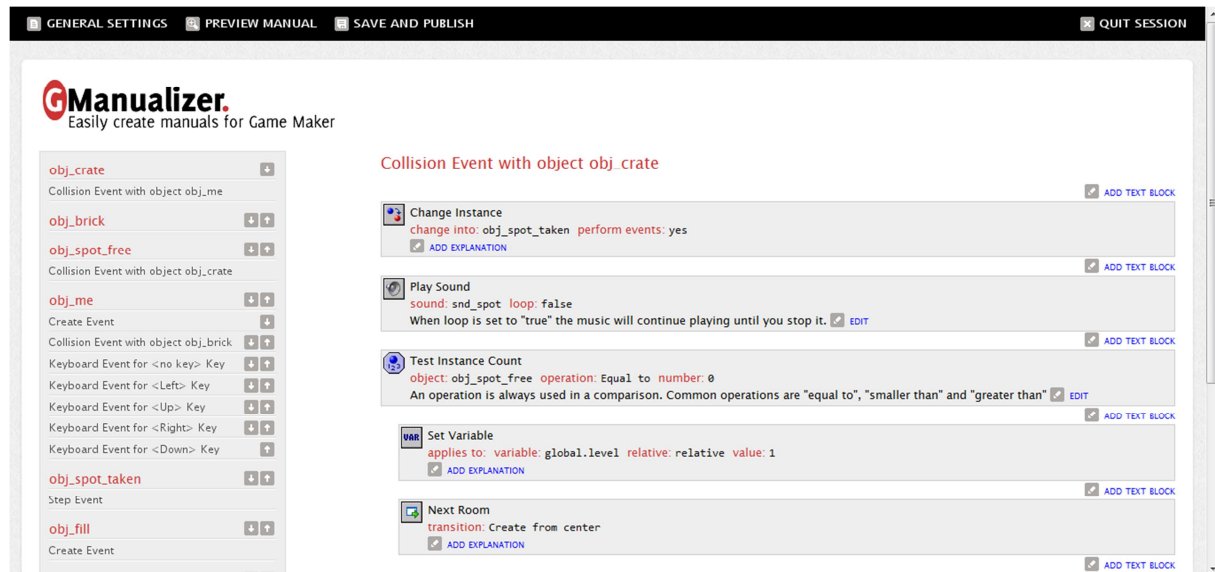 GENERAL SETTINGS PREVIEW MANUAL SAVE AND PUBLISH QUIT SESSION
GManualizer.
Easily create manuals for Game Maker
obj_crate
Collision Event with object obj_me
obj_brick
obj_spot_free
Collision Event with object obj_crate
obj_me
Create Event
Collision Event with object obj_brick
Keyboard Event for <no key> Key
Keyboard Event for <Left> Key
Keyboard Event for <Up> Key
Keyboard Event for <Right> Key
Keyboard Event for <Down> Key
obj_spot_taken
Step Event
obj_fill
Create Event
Collision Event with object obj_crate
ADD TEXT BLOCK
Change Instance
change into: obj_spot_taken perform events: yes
ADD EXPLANATION
ADD TEXT BLOCK
Play Sound
sound: snd_spot loop: false
When loop is set to "true" the music will continue playing until you stop it. EDIT
ADD TEXT BLOCK
123
Test Instance Count
object: obj_spot_free operation: Equal to number: 0
An operation is always used in a comparison. Common operations are "equal to", "smaller than" and "greater than" EDIT
ADD TEXT BLOCK
VAR Set Variable
applies to: variable: global.level relative: relative value: 1
ADD EXPLANATION
ADD TEXT BLOCK
Next Room
transition: Create from center
ADD EXPLANATION
ADD TEXT BLOCK